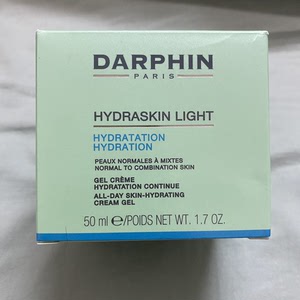 DARPHIN
PARIS
HYDRASKIN LIGHT
HYDRATATION
HYDRATION
PEAUX NORMALES À MIXTES
NORMAL TO COMBINATION SKIN
GEL CRÈME
HYDRATATION CONTINUE
ALL-DAY SKIN-HYDRATING
CREAM GEL
50 ml ℮/POIDS NET WT. 1.7 OZ.